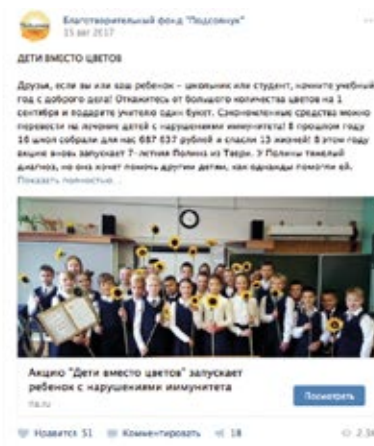 Благотворительный фонд "Подсолнух"
15 авг 2017
ДЕТИ ВМЕСТО ЦВЕТОВ
Друзья, если вы или ваш ребенок – школьник или студент, начните учебный
год с доброго дела! Откажитесь от большого количества цветов на 1
сентября и подарите учителю один букет. Сэкономленные средства можно
перевести на лечение детей с нарушениями иммунитета! В прошлом году
16 школ собрали для нас 687 637 рублей и спасли 13 жизней! В этом году
акцию вновь запускает 7-летняя Полина из Твери. У Полины тяжелый
диагноз, но она хочет помочь другим детям, как однажды помогли ей.
Показать полностью...
Акцию "Дети вместо цветов" запускает
ребенок с нарушениями иммунитета
Посмотреть
Нравится 51 Комментировать 18